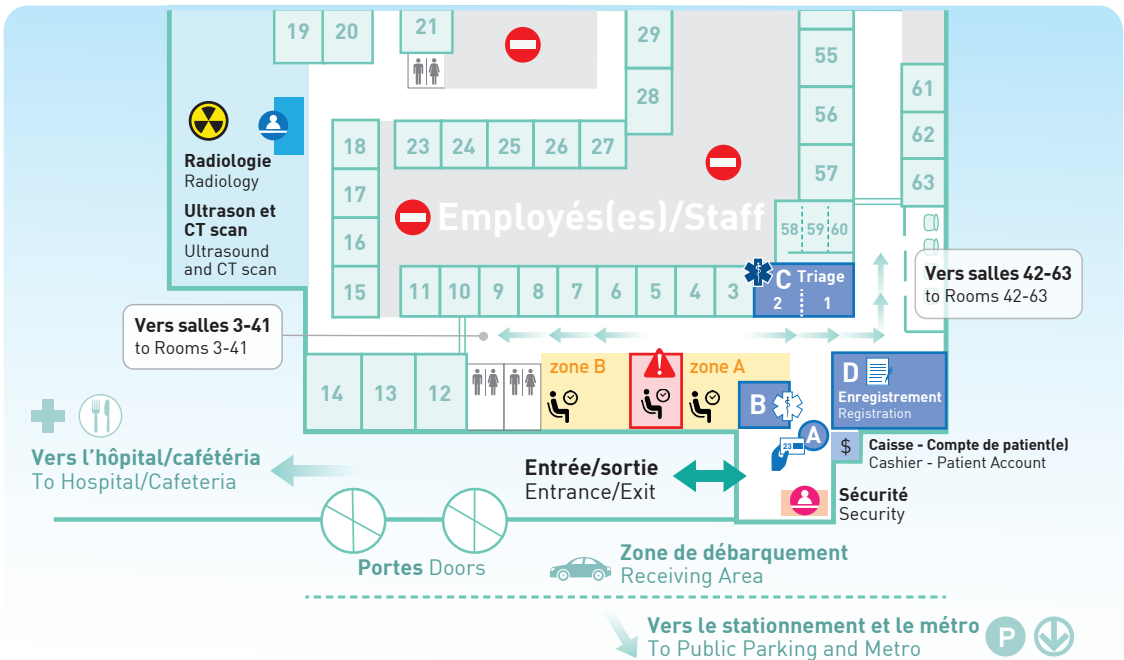 19
20
21
29
55
28
61
56
62
Radiologie
Radiology
18
23
24
25
26
27
57
63
17
Ultrason et
CT scan
Ultrasound
and CT scan
Employés(es)/Staff
58
59
60
16
15
11
10
9
8
7
6
5
4
3
C Triage
2
1
Vers salles 42-63
to Rooms 42-63
Vers salles 3-41
to Rooms 3-41
14
13
12
zone B
!
zone A
B
D
Enregistrement
Registration
A
23
$
Caisse - Compte de patient(e)
Cashier - Patient Account
Vers l’hôpital/cafétéria
To Hospital/Cafeteria
Entrée/sortie
Entrance/Exit
Sécurité
Security
Portes Doors
Zone de débarquement
Receiving Area
Vers le stationnement et le métro
To Public Parking and Metro
P